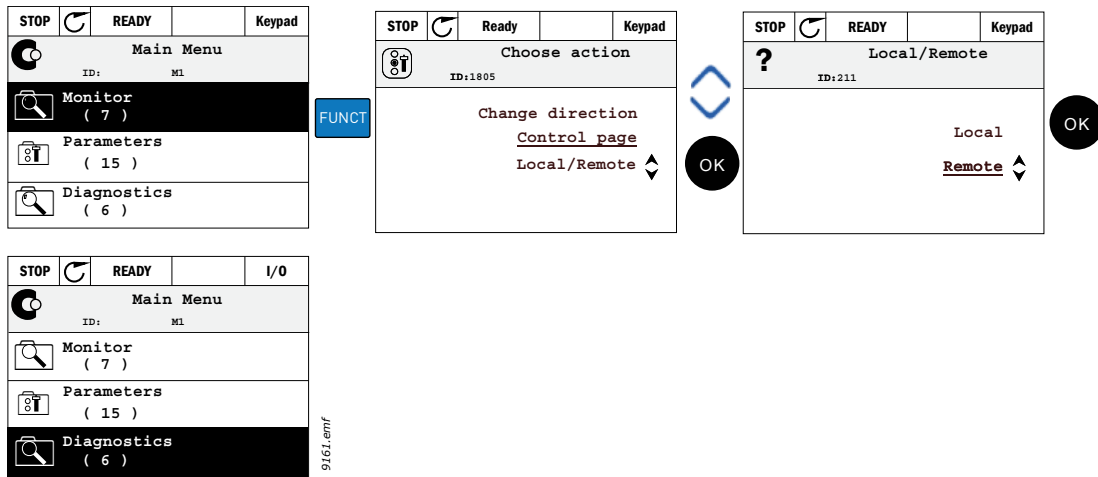 STOP READY Keypad
Main Menu
ID: M1
Monitor
( 7 )
Parameters
( 15 )
Diagnostics
( 6 )
FUNCT
STOP Ready Keypad
Choose action
ID:1805
Change direction
Control page
Local/Remote
OK
STOP READY Keypad
?
Local/Remote
ID:211
Local
Remote
OK
STOP READY I/O
Main Menu
ID: M1
Monitor
( 7 )
Parameters
( 15 )
Diagnostics
( 6 )
9161.emf